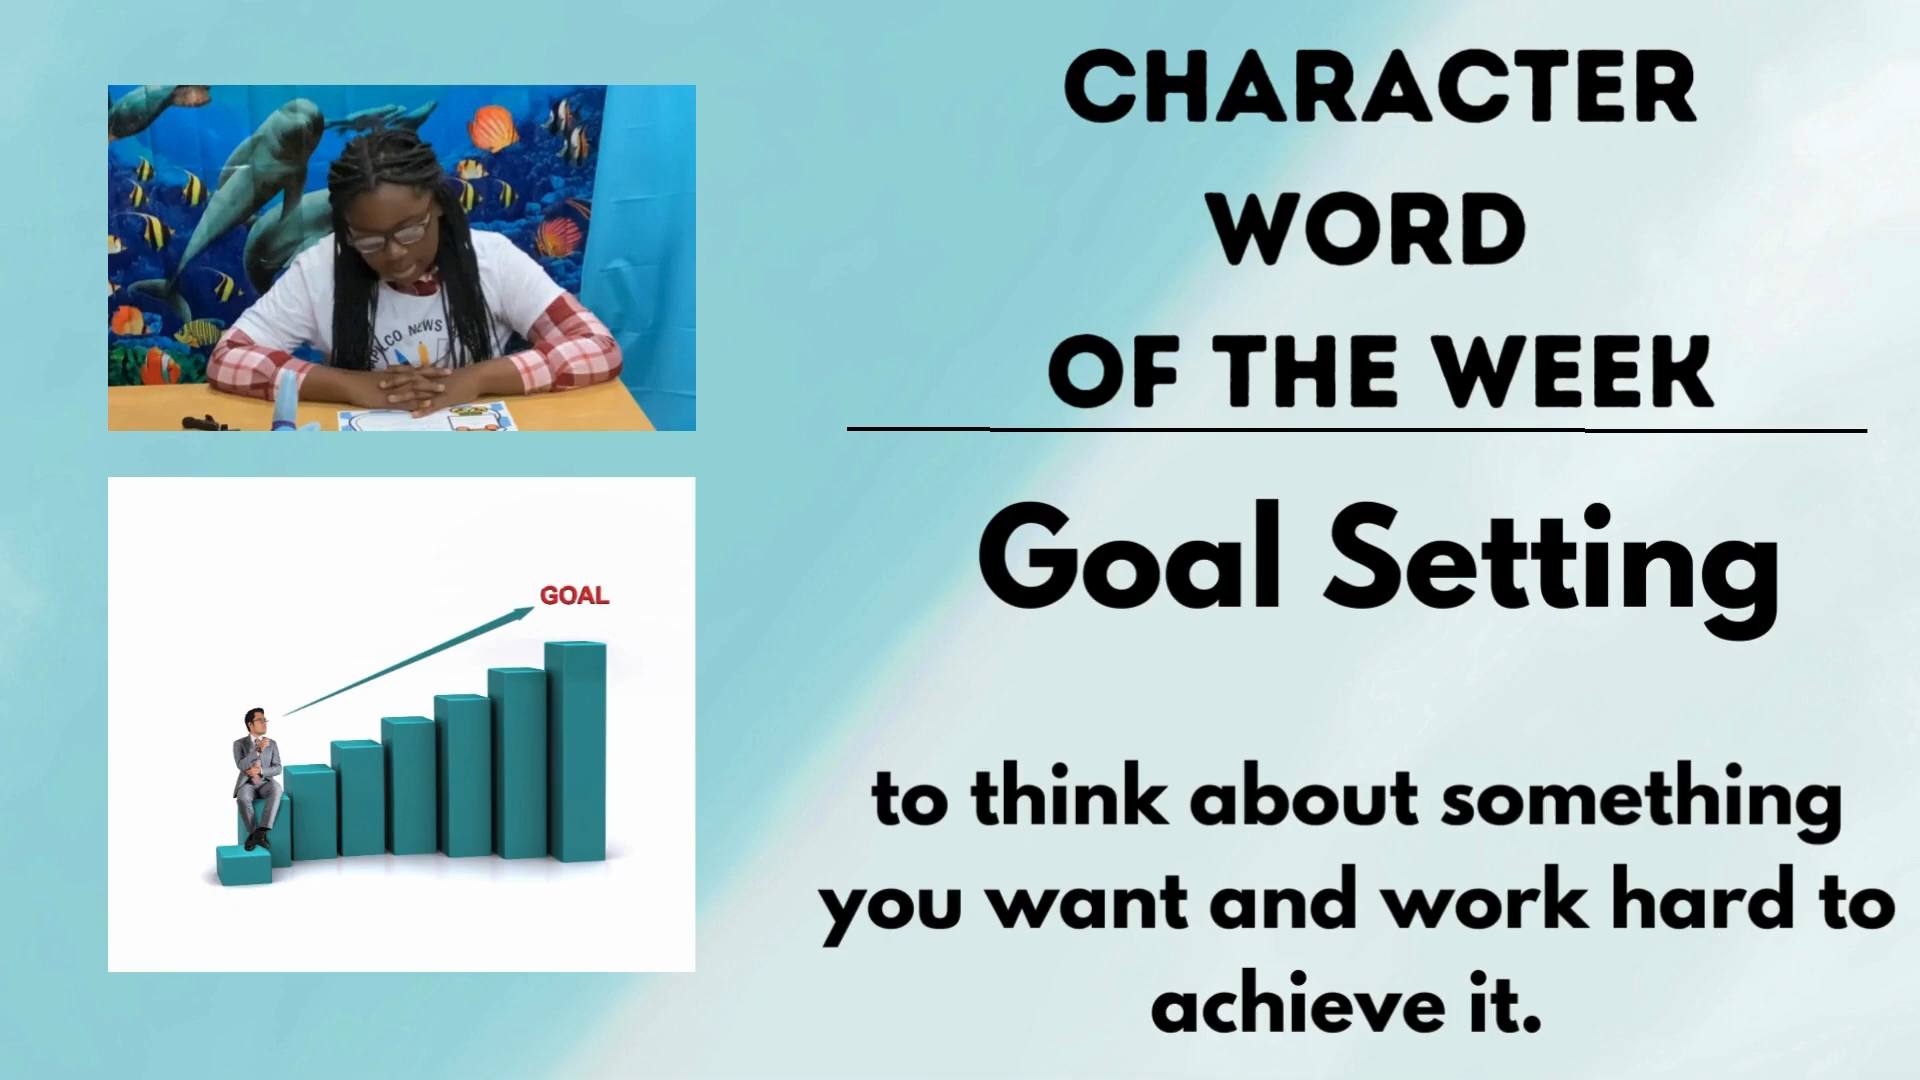 CHARACTER
WORD
OF THE WEEK
Goal Setting
to think about something
you want and work hard to
achieve it.
NEWS
GOAL